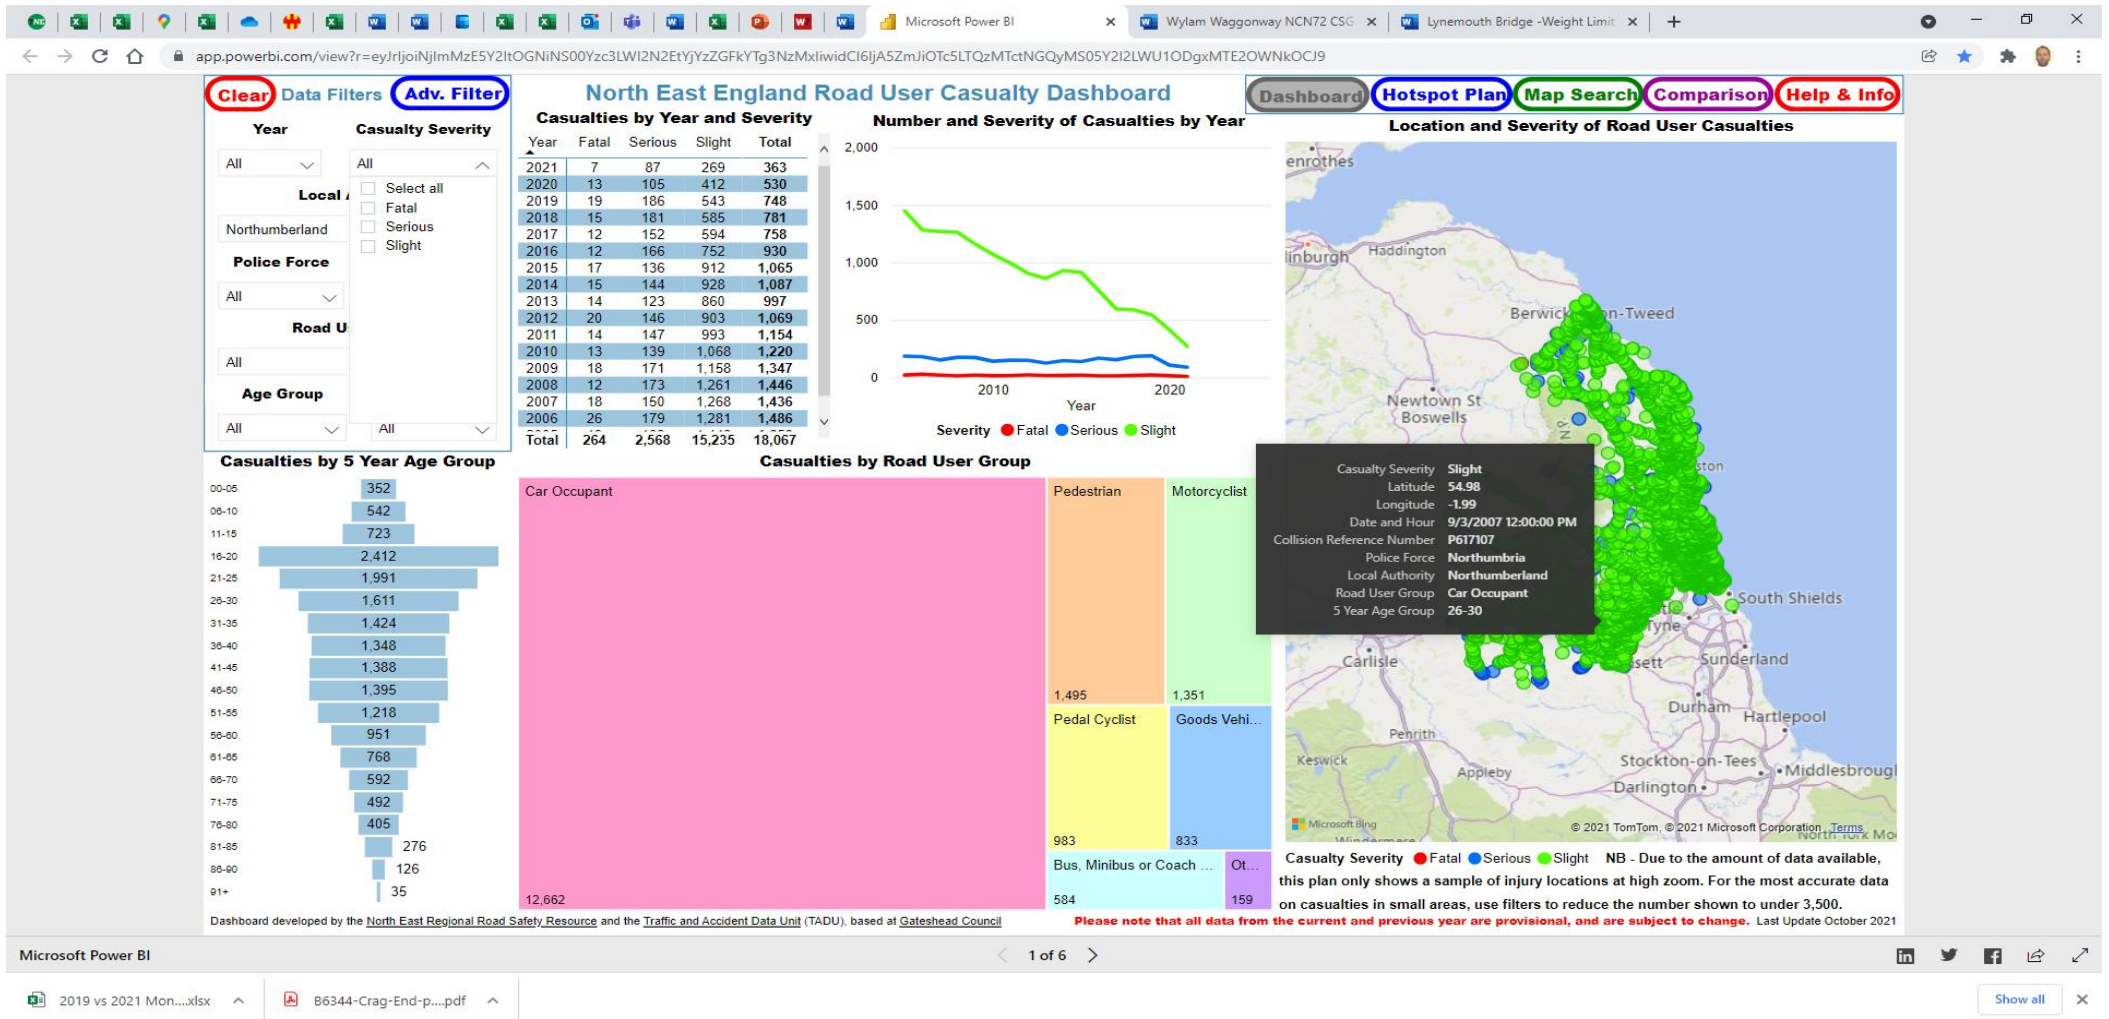 Microsoft Power BI
Wylam Waggonway NCN72 CSG
Lynemouth Bridge -Weight Limit
app.powerbi.com/view?r=eyJrIjoiNjlmMzE5Y2ItOGNiNS00Yzc3LWI2N2EtYjYzZGFkYTg3NzMxIiwidCI6IjA5ZmJiOTc5LTQzMTctNGQyMS05Y2I2LWU1ODgxMTE2OWNkOCJ9
Clear Data Filters Adv. Filter
North East England Road User Casualty Dashboard
Dashboard Hotspot Plan Map Search Comparison Help & Info
Year Casualty Severity
All All
Select all
Fatal
Serious
Slight
Local
Northumberland
Police Force
All
Road U
All
Age Group
All All
Casualties by Year and Severity
Year Fatal Serious Slight Total
2021 7 87 269 363
2020 13 105 412 530
2019 19 186 543 748
2018 15 181 585 781
2017 12 152 594 758
2016 12 166 752 930
2015 17 136 912 1,065
2014 15 144 928 1,087
2013 14 123 860 997
2012 20 146 903 1,069
2011 14 147 993 1,154
2010 13 139 1,068 1,220
2009 18 171 1,158 1,347
2008 12 173 1,261 1,446
2007 18 150 1,268 1,436
2006 26 179 1,281 1,486
Total 264 2,568 15,235 18,067
Number and Severity of Casualties by Year
2,000
1,500
1,000
500
0
2010 2020
Year
Severity Fatal Serious Slight
Location and Severity of Road User Casualties
enrothes
inburgh
Haddington
Berwick on-Tweed
Newtown St
Boswells
ston
South Shields
tle
Tyne
Carlisle
sett
Sunderland
Durham
Hartlepool
Penrith
Keswick
Appleby
Stockton-on-Tees
Middlesbroug
Darlington
North York Mo
Windermere
Microsoft Bing
© 2021 TomTom, © 2021 Microsoft Corporation Terms
Casualty Severity Slight
Latitude 54.98
Longitude -1.99
Date and Hour 9/3/2007 12:00:00 PM
Collision Reference Number P617107
Police Force Northumbria
Local Authority Northumberland
Road User Group Car Occupant
5 Year Age Group 26-30
Casualty Severity Fatal Serious Slight NB - Due to the amount of data available,
this plan only shows a sample of injury locations at high zoom. For the most accurate data
on casualties in small areas, use filters to reduce the number shown to under 3,500.
Casualties by 5 Year Age Group
00-05 352
06-10 542
11-15 723
16-20 2,412
21-25 1,991
26-30 1,611
31-35 1,424
36-40 1,348
41-45 1,388
46-50 1,395
51-55 1,218
56-60 951
61-65 768
66-70 592
71-75 492
76-80 405
81-85 276
86-90 126
91+ 35
Casualties by Road User Group
Car Occupant
12,662
Pedestrian
1,495
Motorcyclist
1,351
Pedal Cyclist
983
Goods Vehi...
833
Bus, Minibus or Coach ...
584
Ot...
159
Dashboard developed by the North East Regional Road Safety Resource and the Traffic and Accident Data Unit (TADU), based at Gateshead Council
Please note that all data from the current and previous year are provisional, and are subject to change. Last Update October 2021
Microsoft Power BI
1 of 6
2019 vs 2021 Mon....xlsx
B6344-Crag-End-p....pdf
Show all